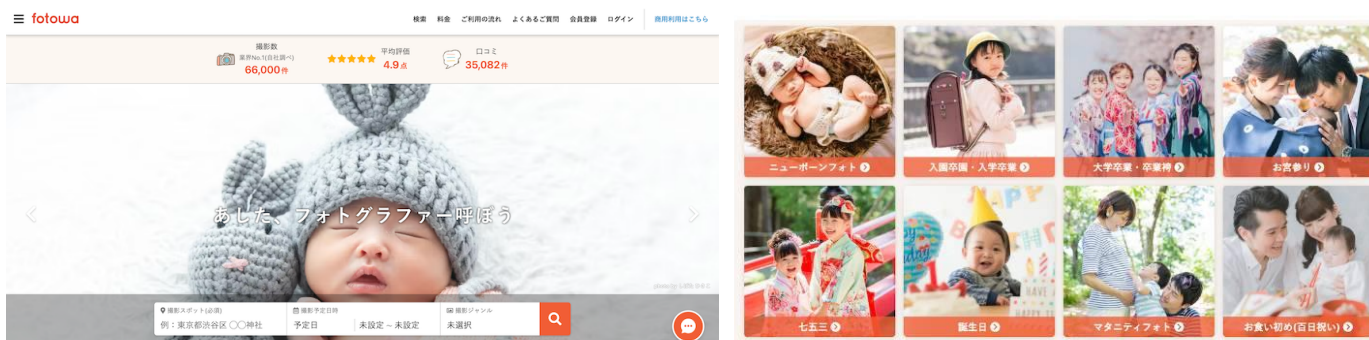 fotowa
検索 料金 ご利用の流れ よくあるご質問 会員登録 ログイン 商用利用はこちら
撮影数
業界No.1(自社調べ)
66,000件
平均評価
4.9点
口コミ
35,082件
あした、フォトグラファー呼ぼう
撮影スポット(必須)
例：東京都渋谷区 〇〇神社
撮影予定日時
予定日 未設定 ~ 未設定
撮影ジャンル
未選択
ニューボーンフォト
入園卒園・入学卒業
大学卒業・卒業袴
お宮参り
七五三
誕生日
マタニティフォト
お食い初め(百日祝い)